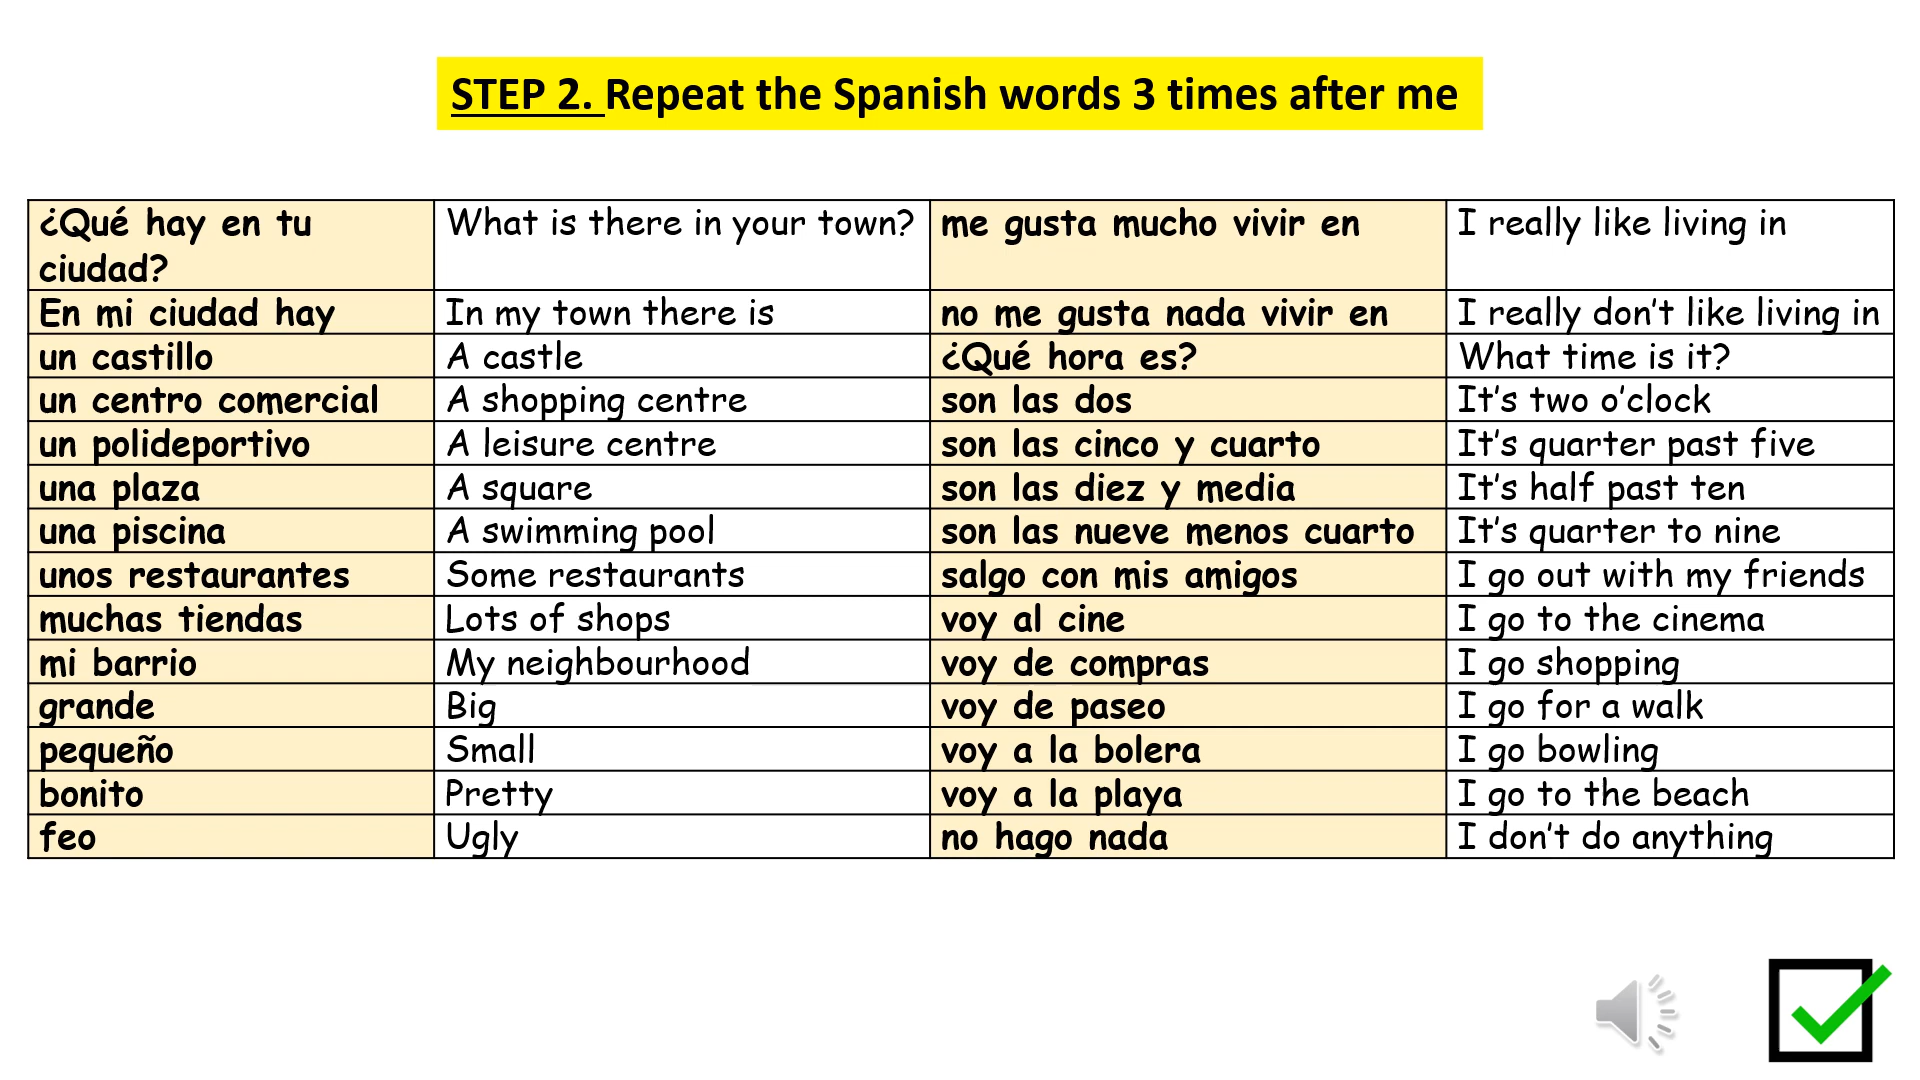 STEP 2. Repeat the Spanish words 3 times after me
¿Qué hay en tu ciudad? What is there in your town? me gusta mucho vivir en I really like living in
En mi ciudad hay In my town there is no me gusta nada vivir en I really don't like living in
un castillo A castle ¿Qué hora es? What time is it?
un centro comercial A shopping centre son las dos It's two o'clock
un polideportivo A leisure centre son las cinco y cuarto It's quarter past five
una plaza A square son las diez y media It's half past ten
una piscina A swimming pool son las nueve menos cuarto It's quarter to nine
unos restaurantes Some restaurants salgo con mis amigos I go out with my friends
muchas tiendas Lots of shops voy al cine I go to the cinema
mi barrio My neighbourhood voy de compras I go shopping
grande Big voy de paseo I go for a walk
pequeño Small voy a la bolera I go bowling
bonito Pretty voy a la playa I go to the beach
feo Ugly no hago nada I don't do anything